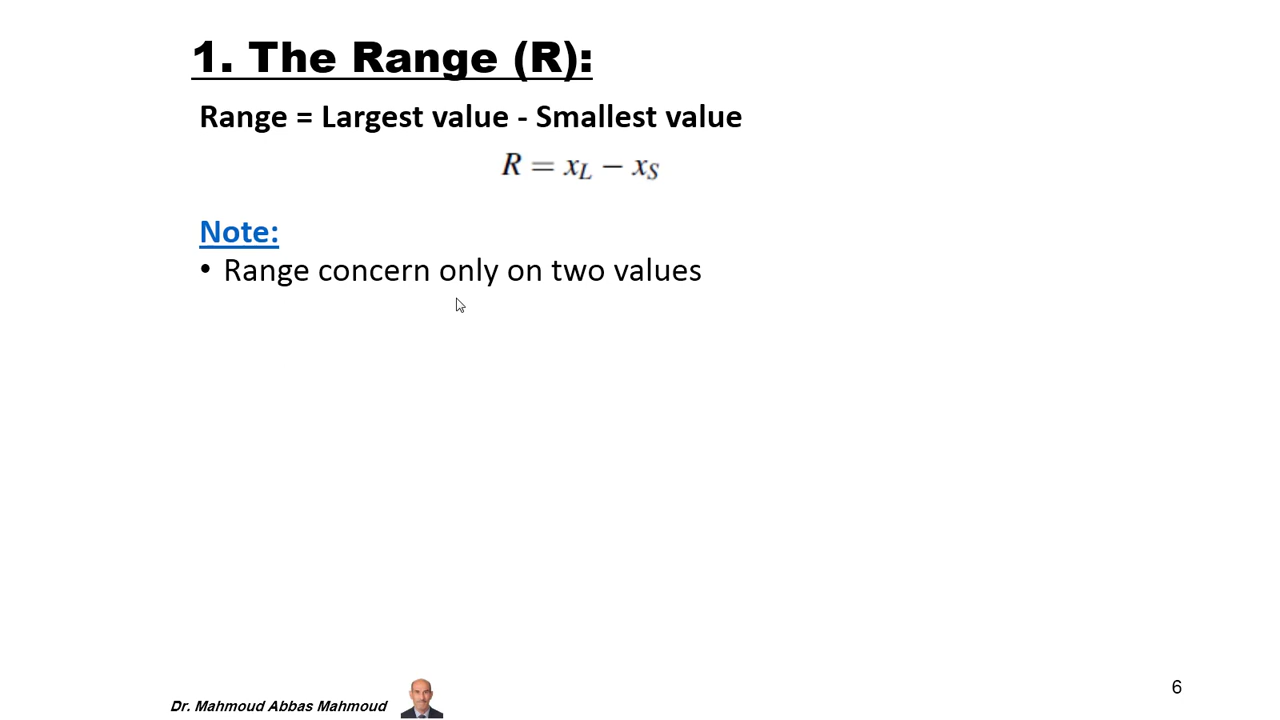 1. The Range (R):
Range = Largest value - Smallest value
R = x_L − x_S
Note:
• Range concern only on two values
Dr. Mahmoud Abbas Mahmoud
6